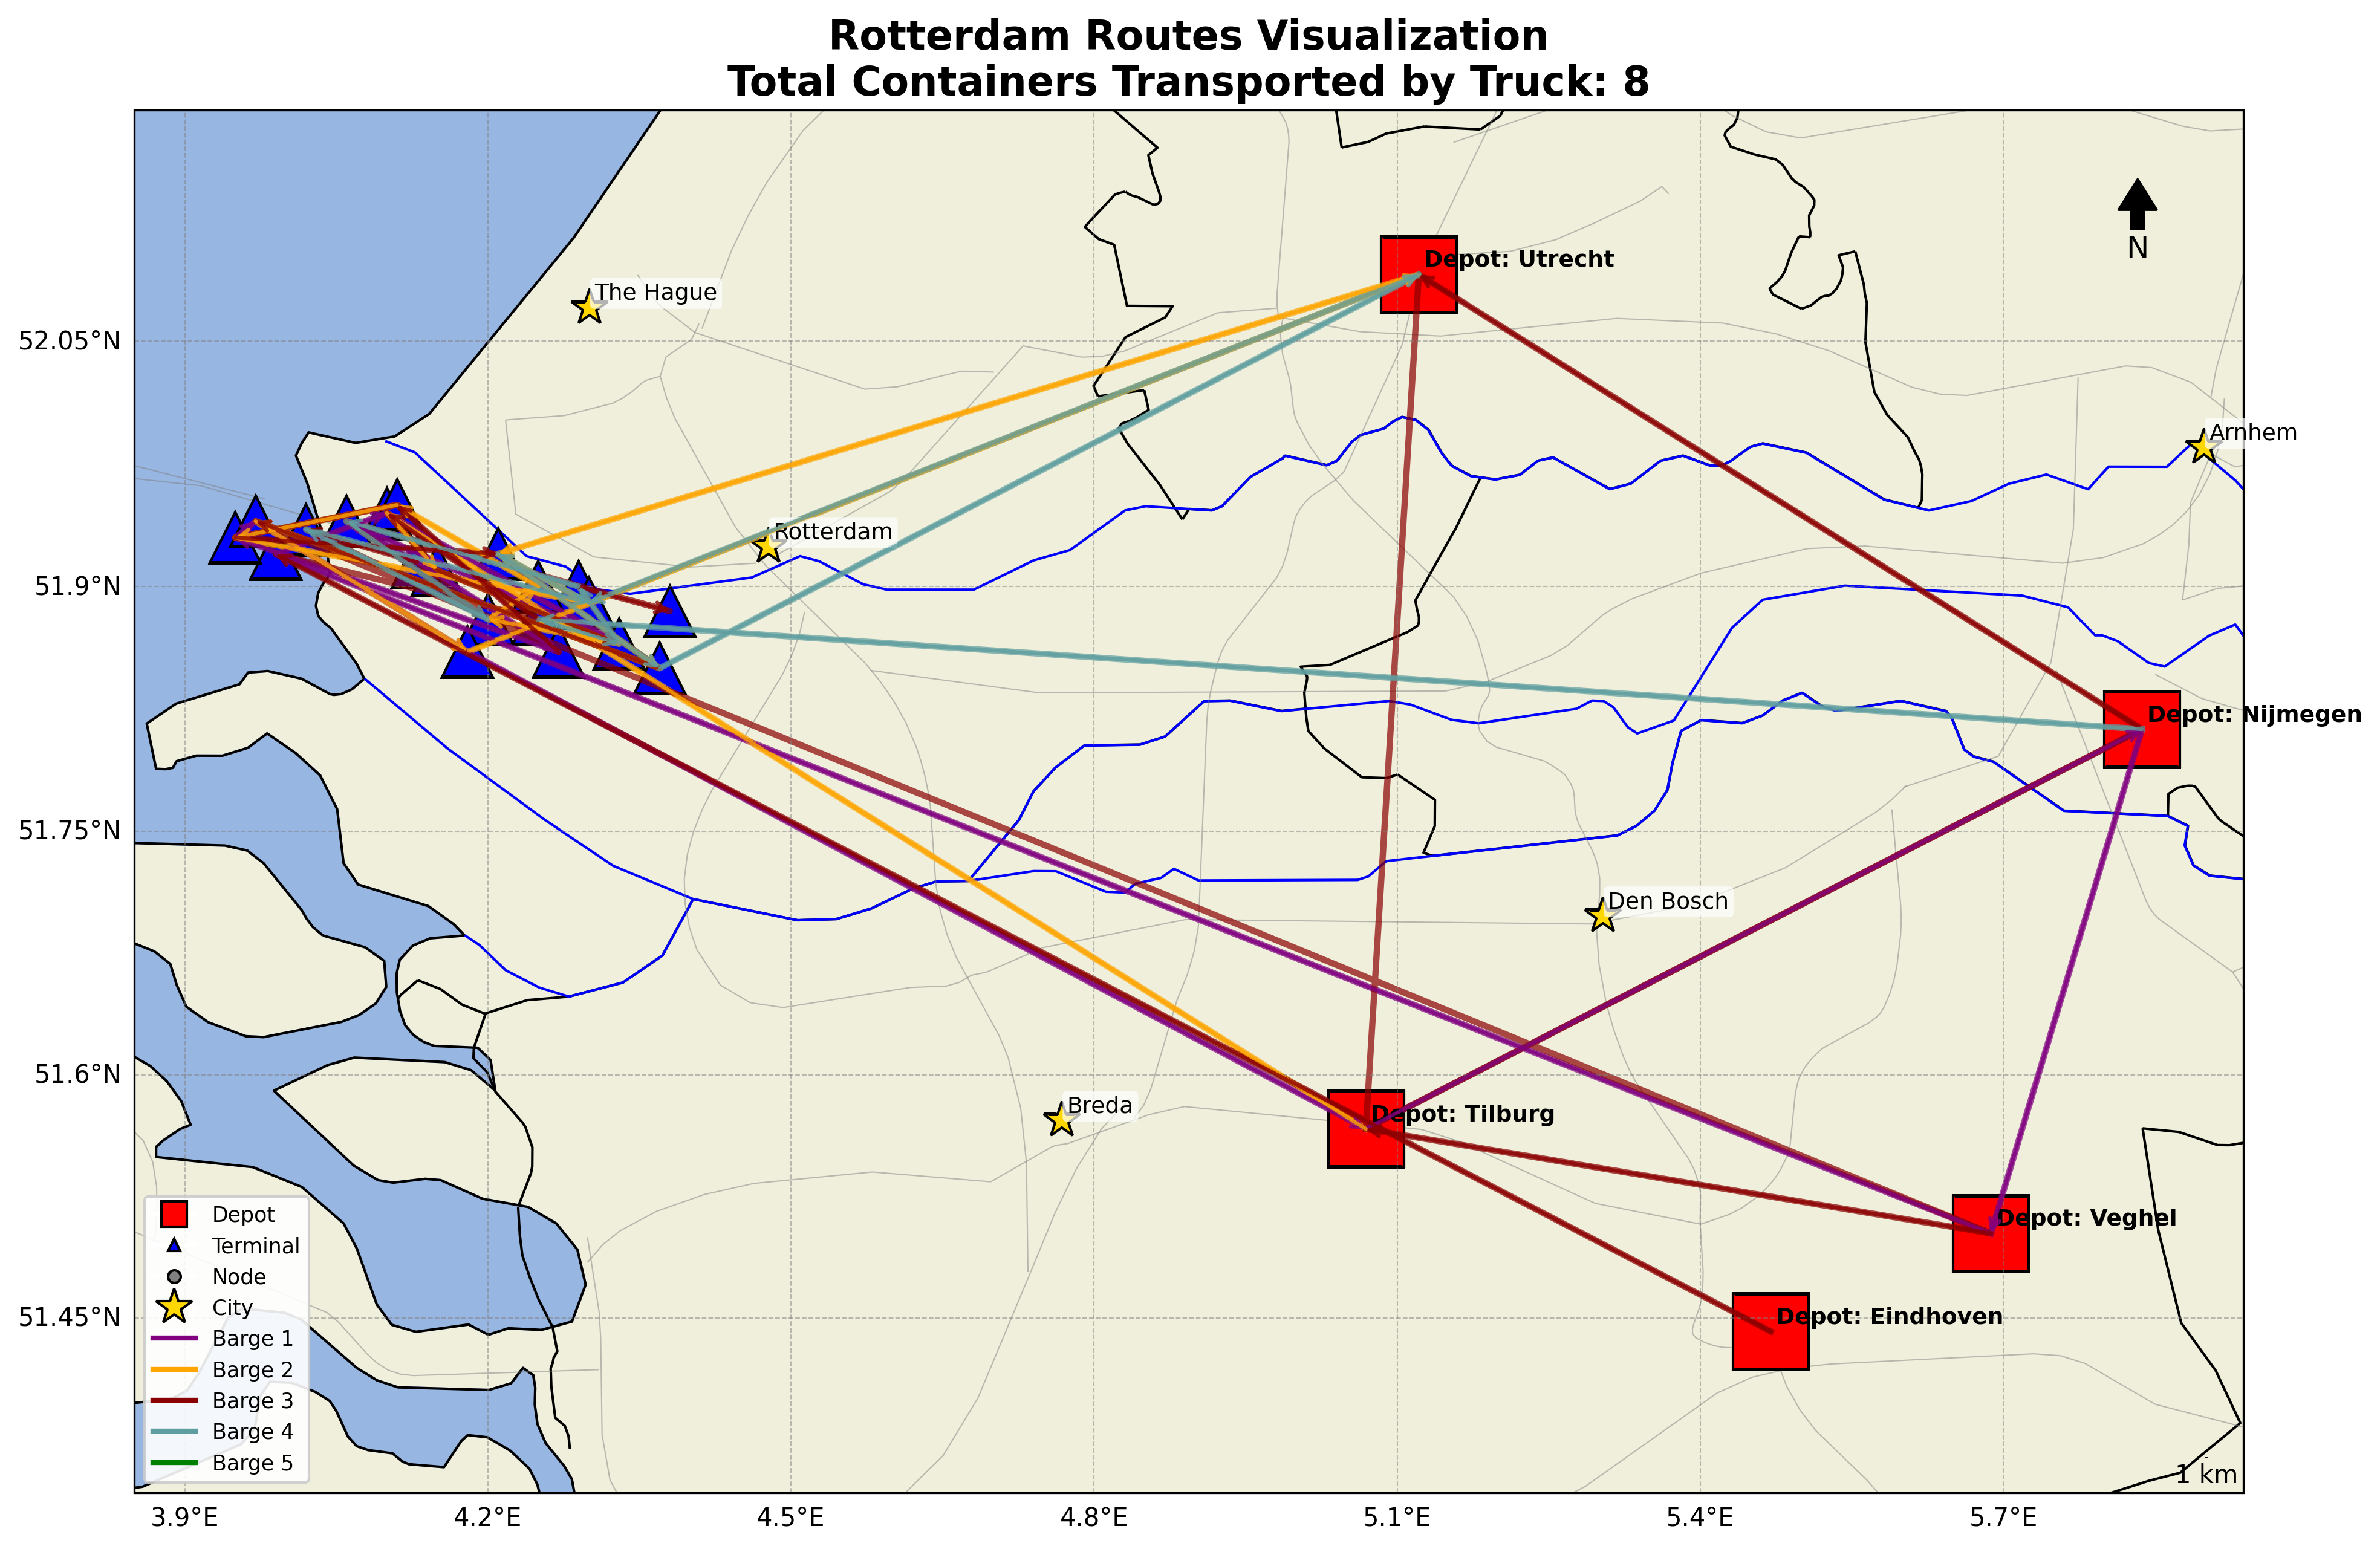 Rotterdam Routes Visualization
Total Containers Transported by Truck: 8
N
Depot: Utrecht
The Hague
52.05°N
Arnhem
Rotterdam
51.9°N
Depot: Nijmegen
51.75°N
Den Bosch
51.6°N
Breda
Depot: Tilburg
Depot: Veghel
51.45°N
Depot: Eindhoven
Depot
Terminal
Node
City
Barge 1
Barge 2
Barge 3
Barge 4
Barge 5
1 km
3.9°E
4.2°E
4.5°E
4.8°E
5.1°E
5.4°E
5.7°E